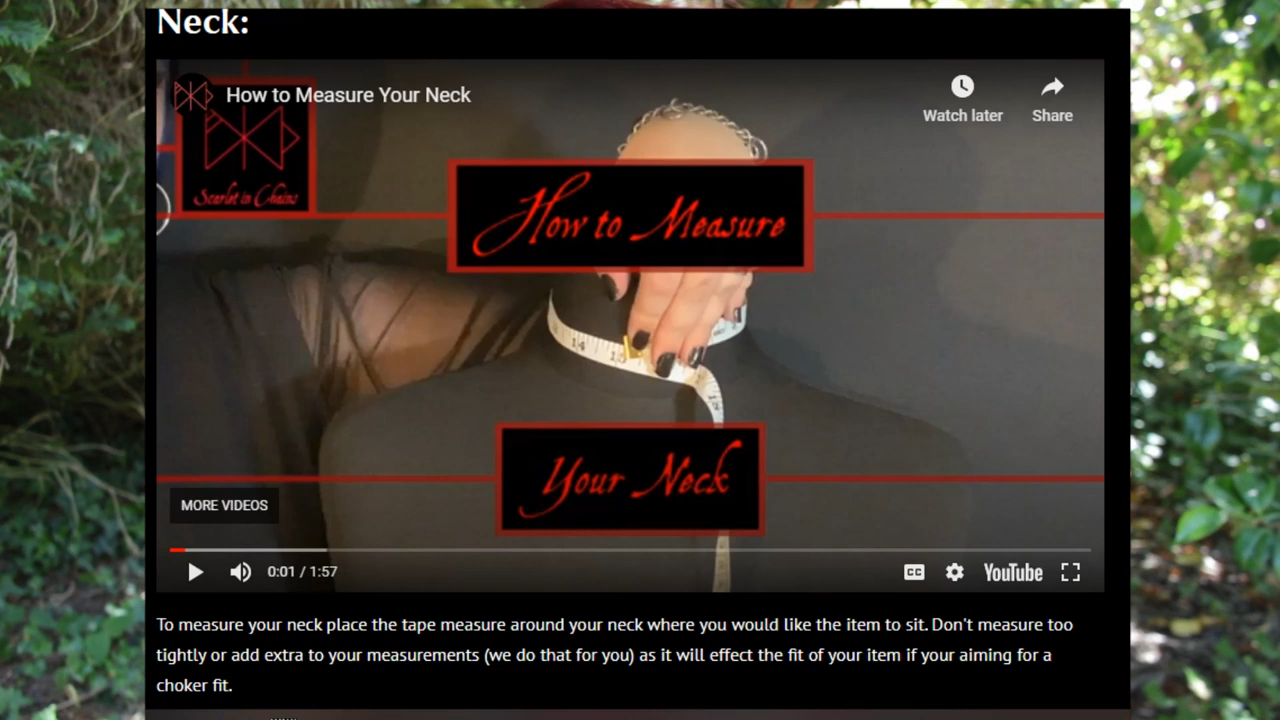 Neck:
How to Measure Your Neck
Watch later
Share
Scarlet in Chains
How to Measure
Your Neck
MORE VIDEOS
0:01 / 1:57
CC
YouTube
To measure your neck place the tape measure around your neck where you would like the item to sit. Don't measure too
tightly or add extra to your measurements (we do that for you) as it will effect the fit of your item if your aiming for a
choker fit.